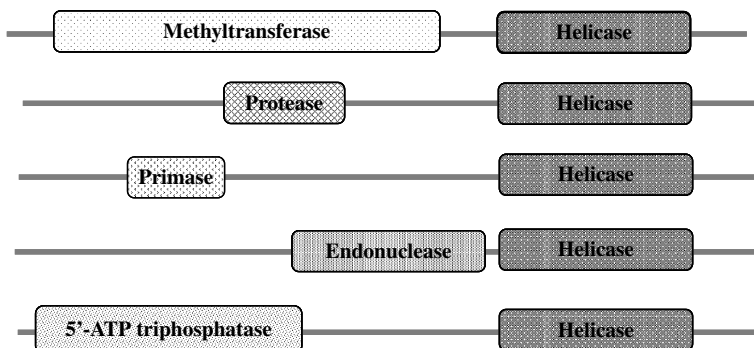 Methyltransferase Helicase
Protease Helicase
Primase Helicase
Endonuclease Helicase
5’-ATP triphosphatase Helicase